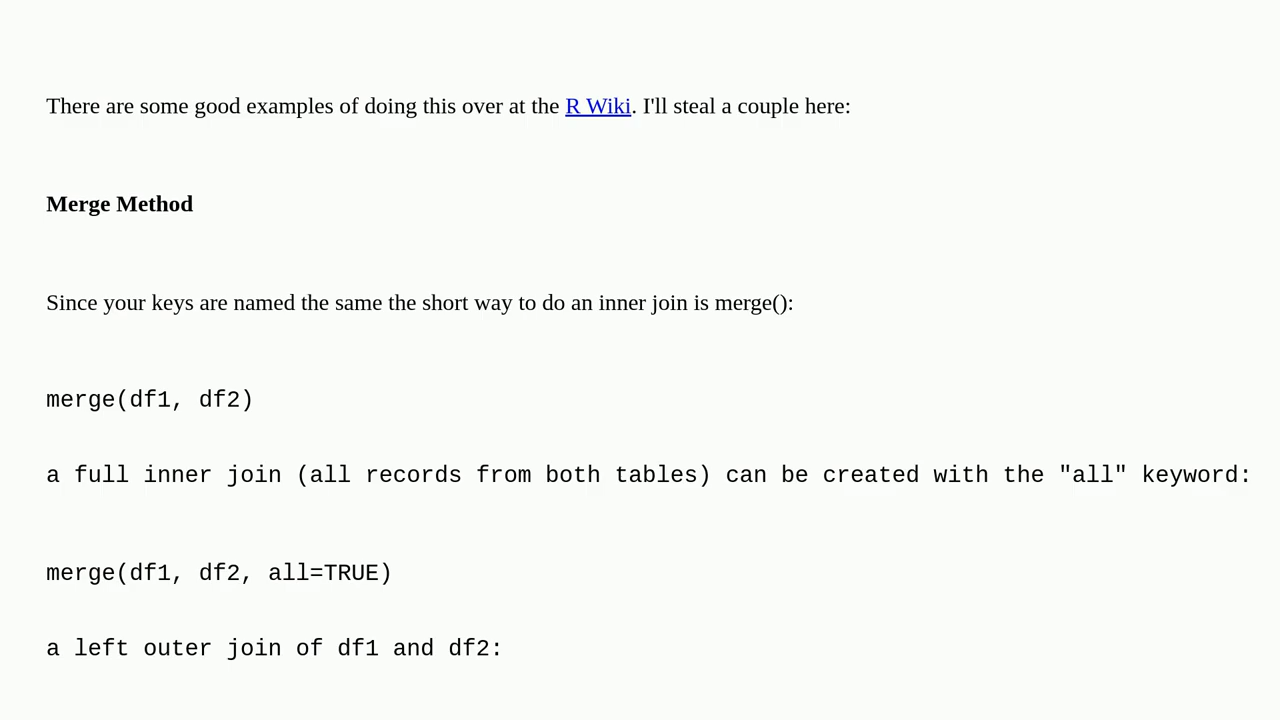 There are some good examples of doing this over at the R Wiki. I'll steal a couple here:
Merge Method
Since your keys are named the same the short way to do an inner join is merge():
merge(df1, df2)
a full inner join (all records from both tables) can be created with the "all" keyword:
merge(df1, df2, all=TRUE)
a left outer join of df1 and df2: